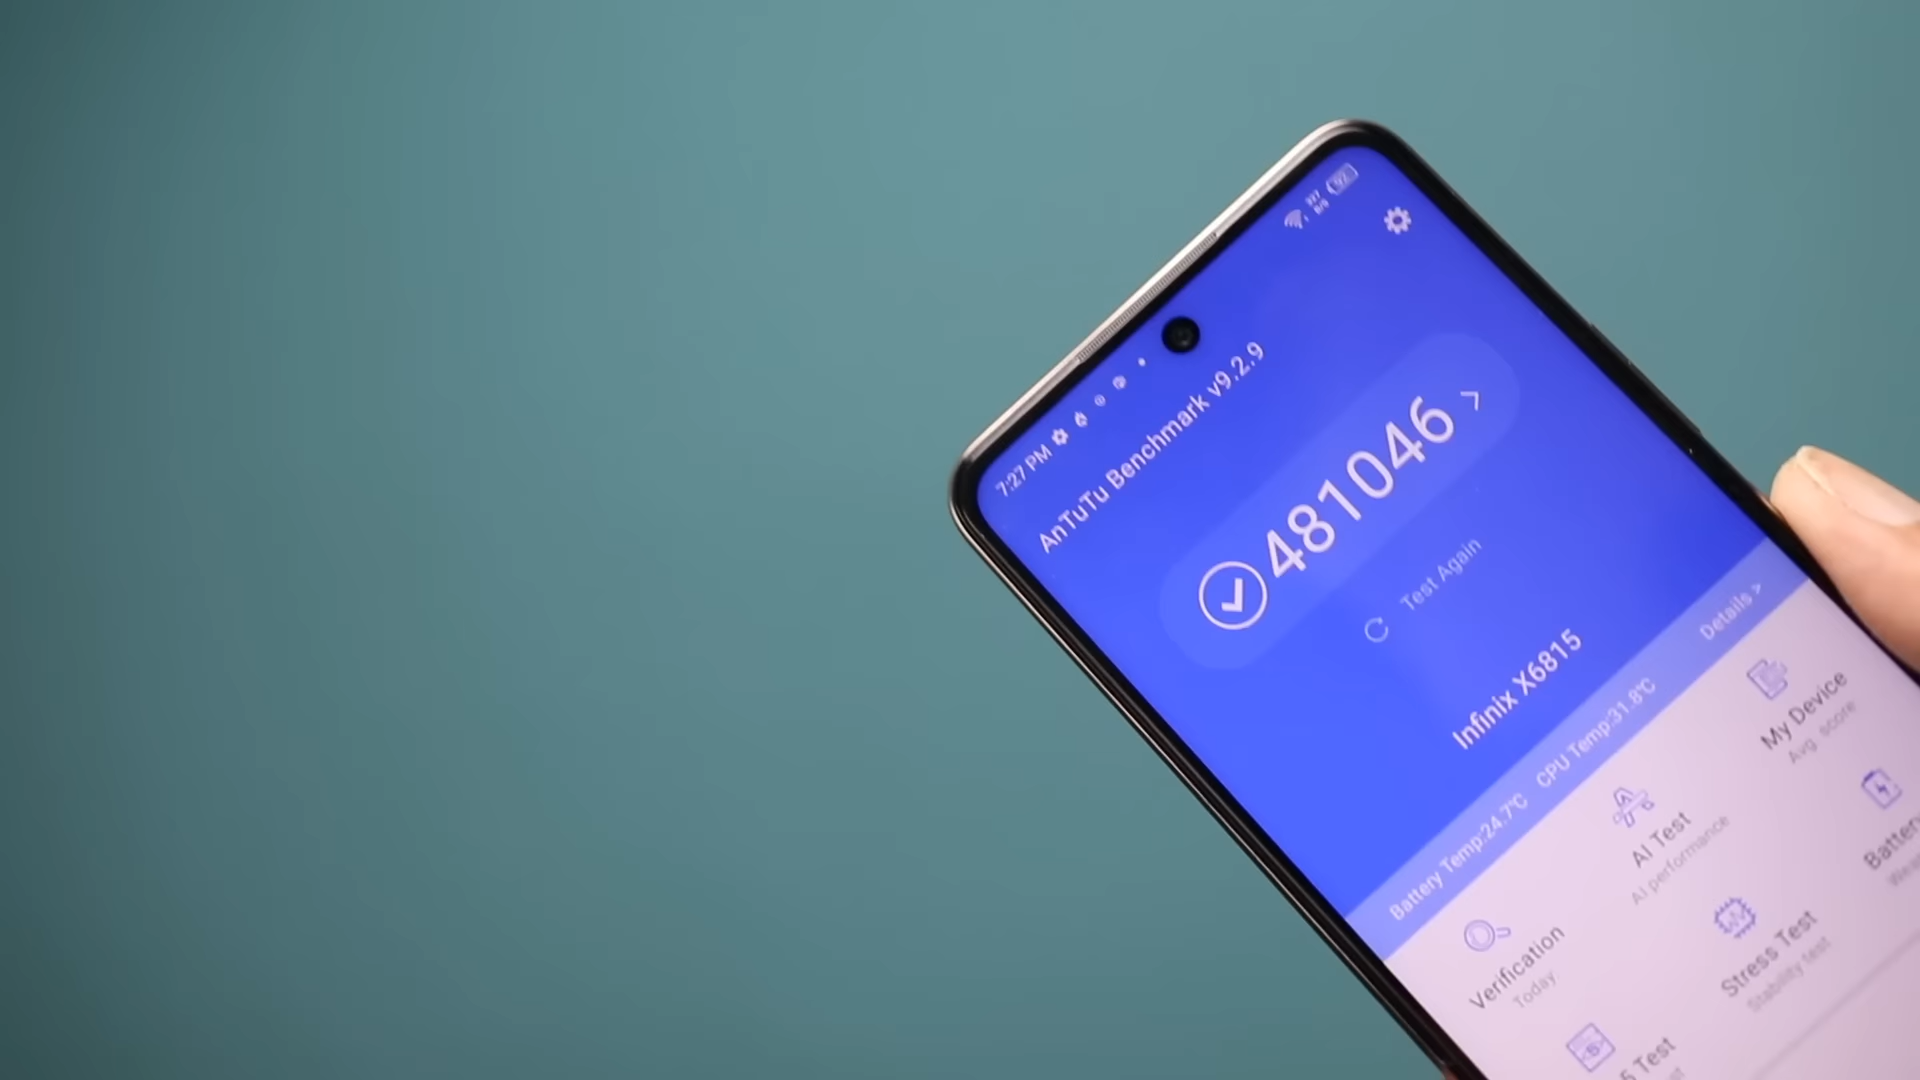 7:27 PM
AnTuTu Benchmark v9.2.9
481046
Test Again
Infinix X6815
Details >
Battery Temp:24.7℃ CPU Temp:31.8℃
Verification
Today
AI Test
AI performance
My Device
Avg. score
Stress Test
Stability test
Test